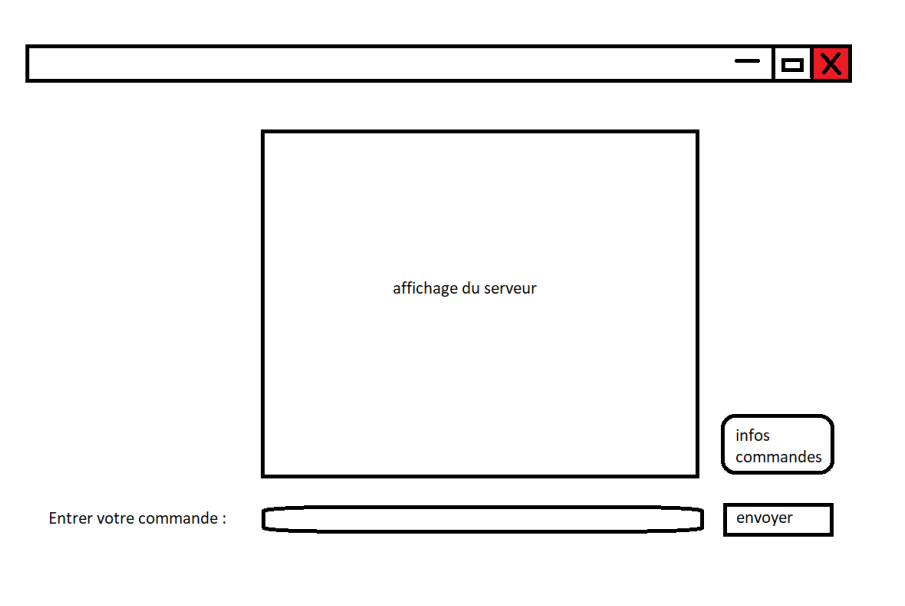 affichage du serveur
infos
commandes
Entrer votre commande :
envoyer